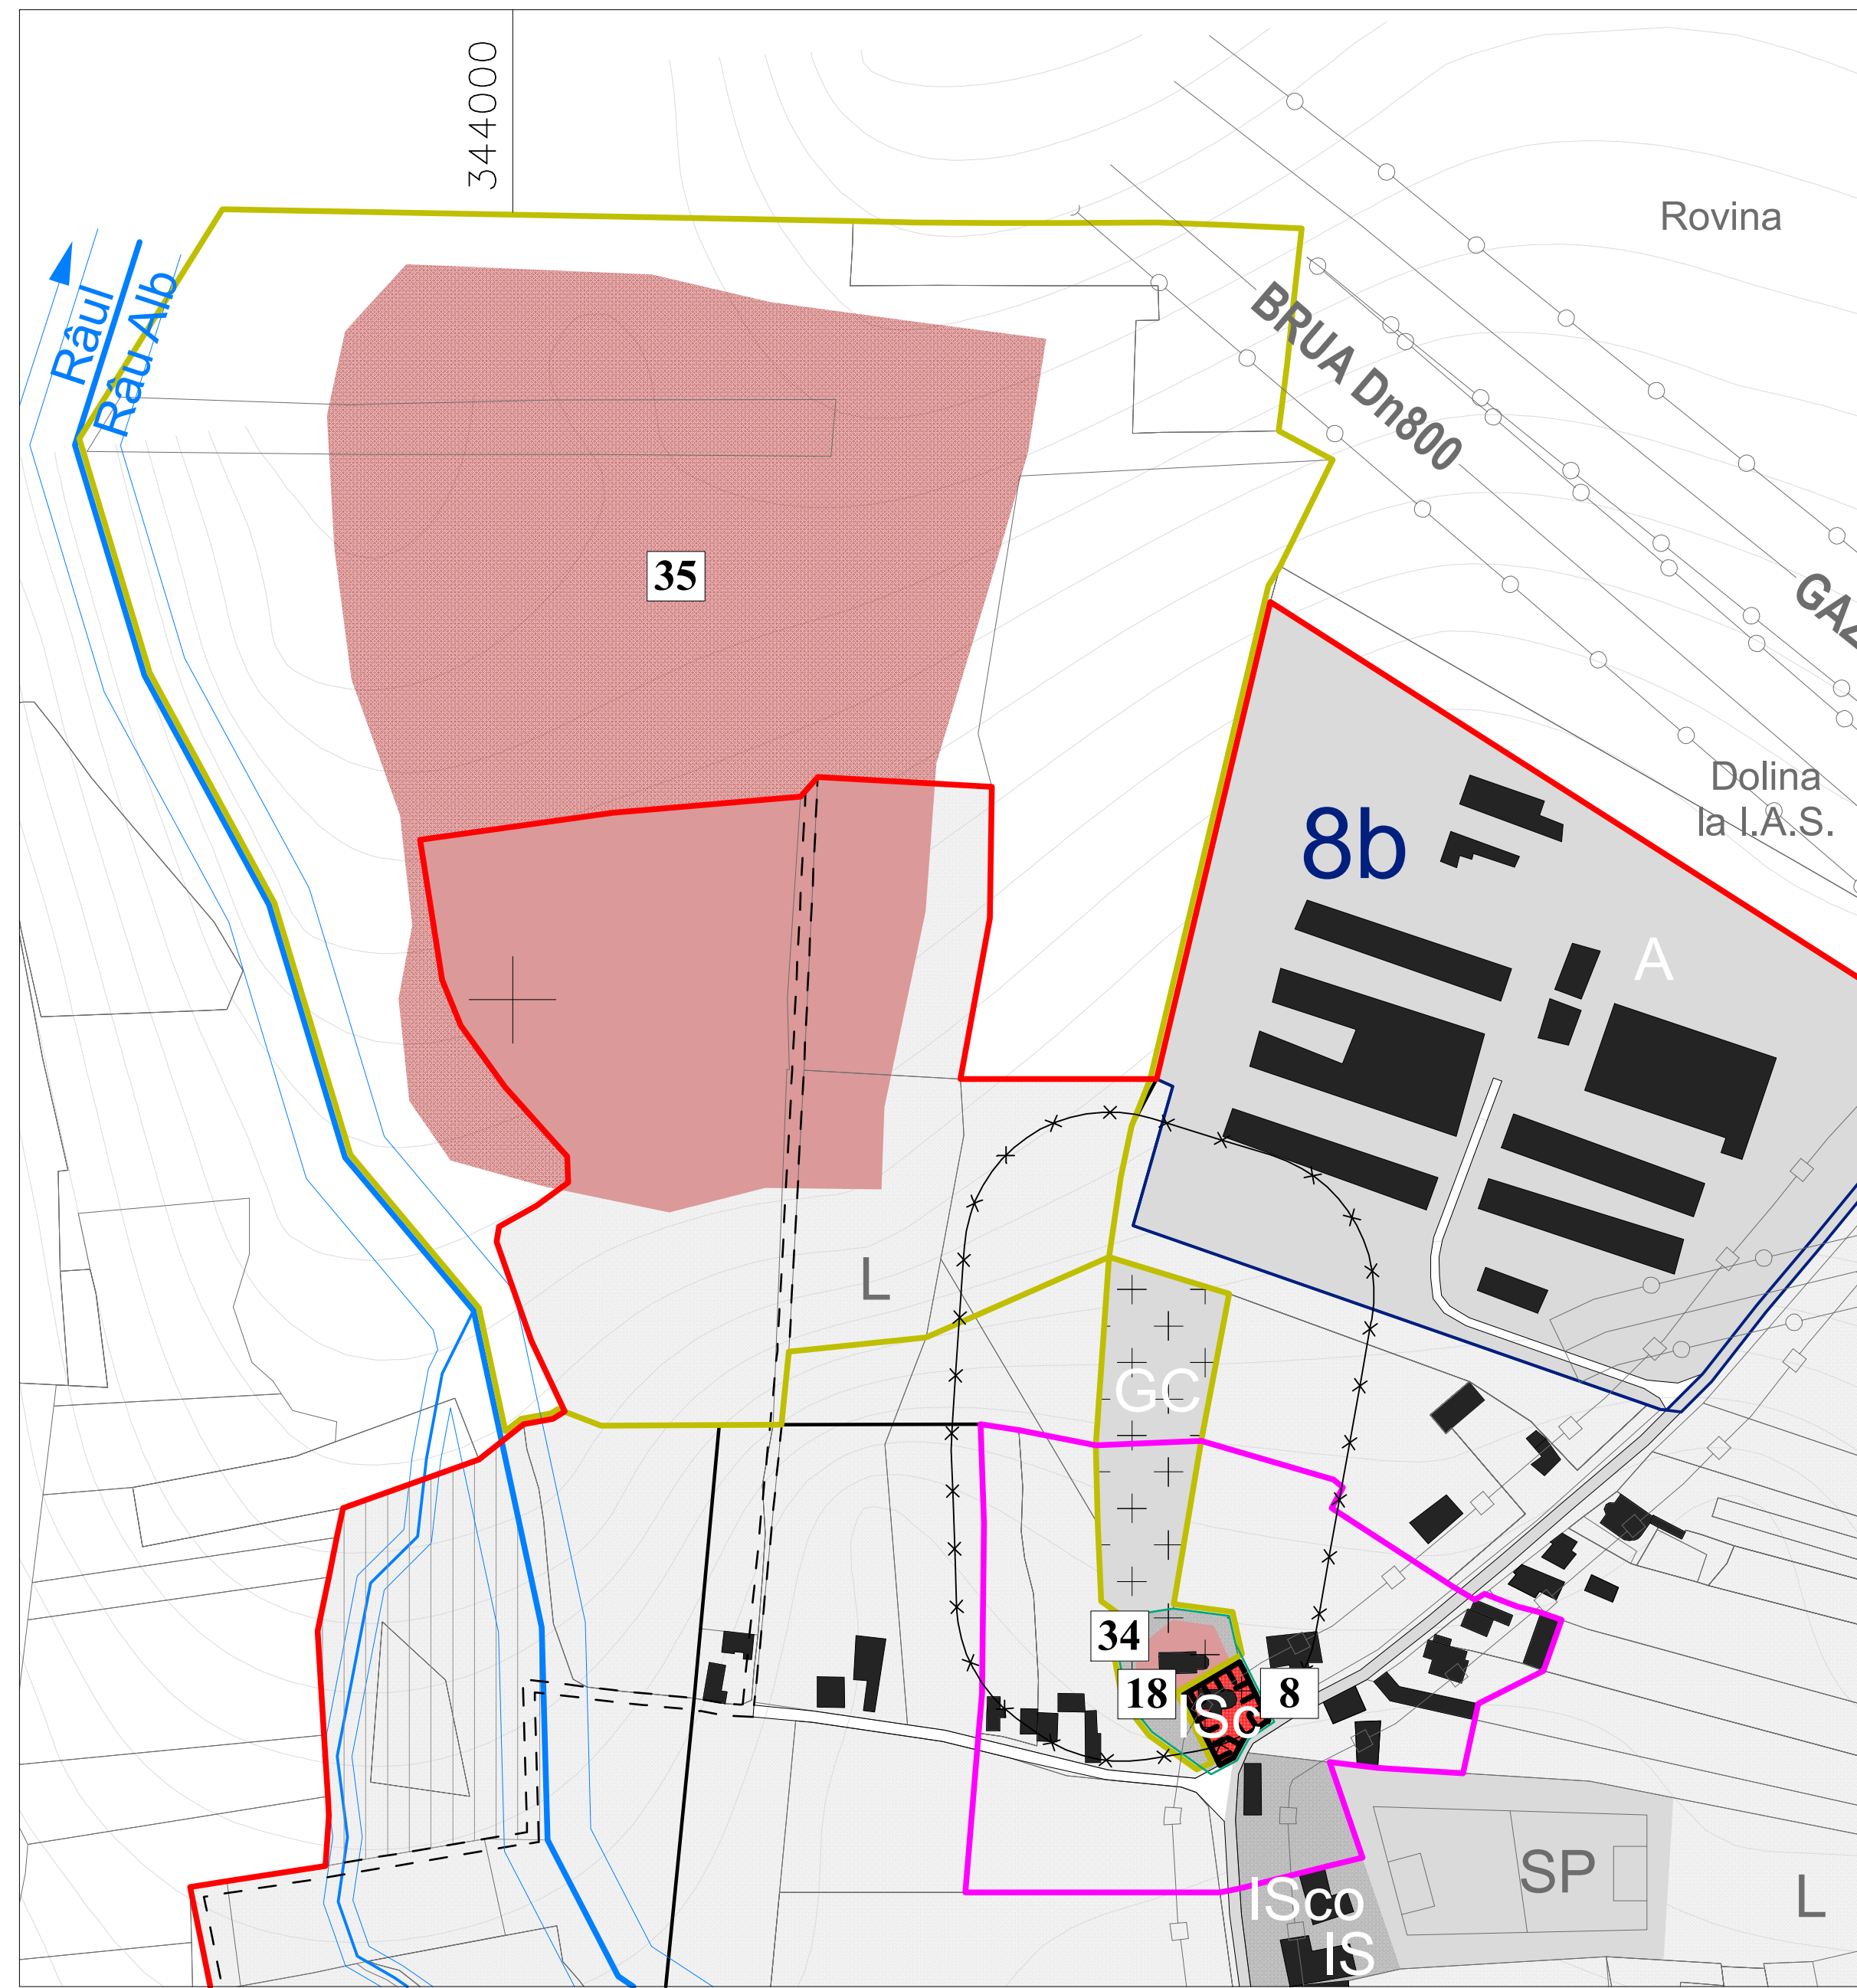 344000
Rovina
Râul
Râu Alb
BRUA Dn800
35
GAZ
Dolina
la I.A.S.
8b
A
L
GC
34
18
8
ISc
SP
ISco
L
IS